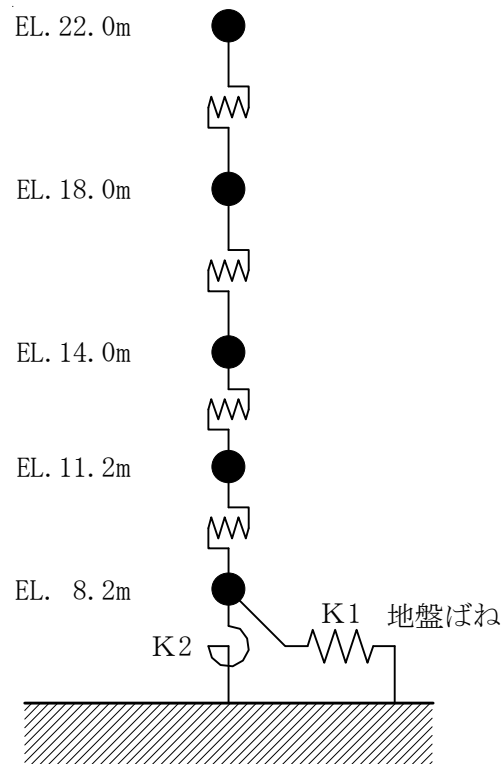 EL.22.0m
EL.18.0m
EL.14.0m
EL.11.2m
EL. 8.2m
K1 地盤ばね
K2